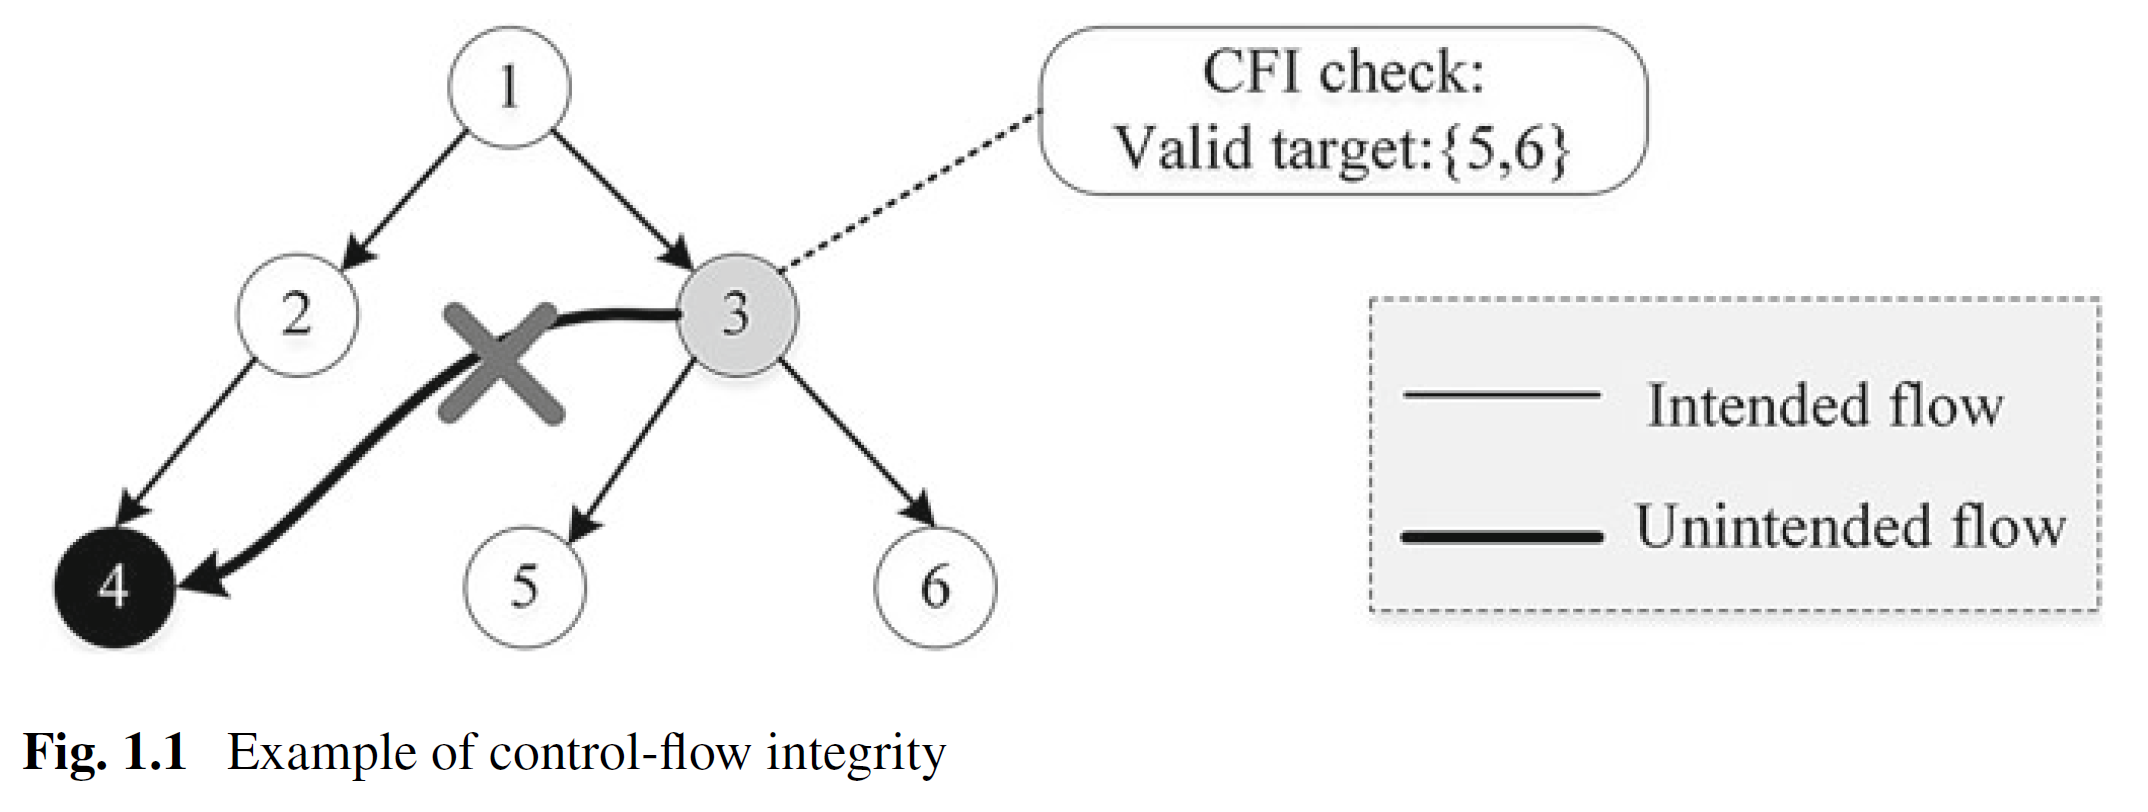 1
CFI check:
Valid target:{5,6}
2
3
Intended flow
Unintended flow
4
5
6
Fig. 1.1 Example of control-flow integrity